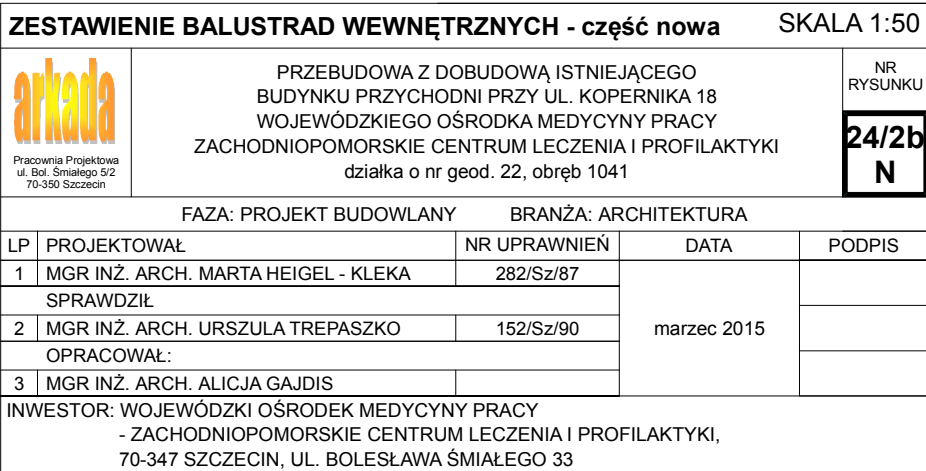 ZESTAWIENIE BALUSTRAD WEWNĘTRZNYCH - część nowa SKALA 1:50
arkada
Pracownia Projektowa
ul. Bol. Śmiałego 5/2
70-350 Szczecin
PRZEBUDOWA Z DOBUDOWĄ ISTNIEJĄCEGO
BUDYNKU PRZYCHODNI PRZY UL. KOPERNIKA 18
WOJEWÓDZKIEGO OŚRODKA MEDYCYNY PRACY
ZACHODNIOPOMORSKIE CENTRUM LECZENIA I PROFILAKTYKI
działka o nr geod. 22, obręb 1041
NR
RYSUNKU
24/2b
N
FAZA: PROJEKT BUDOWLANY BRANŻA: ARCHITEKTURA
LP PROJEKTOWAŁ NR UPRAWNIEŃ DATA PODPIS
1 MGR INŻ. ARCH. MARTA HEIGEL - KLEKA 282/Sz/87
SPRAWDZIŁ
2 MGR INŻ. ARCH. URSZULA TREPASZKO 152/Sz/90 marzec 2015
OPRACOWAŁ:
3 MGR INŻ. ARCH. ALICJA GAJDIS
INWESTOR: WOJEWÓDZKI OŚRODEK MEDYCYNY PRACY
- ZACHODNIOPOMORSKIE CENTRUM LECZENIA I PROFILAKTYKI,
70-347 SZCZECIN, UL. BOLESŁAWA ŚMIAŁEGO 33